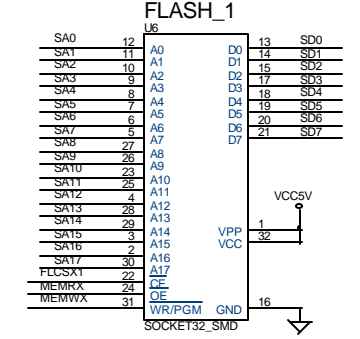 FLASH_1
U6
SA0 12 A0 D0 13 SD0
SA1 11 A1 D1 14 SD1
SA2 10 A2 D2 15 SD2
SA3 9 A3 D3 17 SD3
SA4 8 A4 D4 18 SD4
SA5 7 A5 D5 19 SD5
SA6 6 A6 D6 20 SD6
SA7 5 A7 D7 21 SD7
SA8 27 A8
SA9 26 A9
SA10 23 A10
SA11 25 A11
SA12 4 A12
SA13 28 A13
SA14 29 A14
SA15 3 A15
SA16 2 A16
SA17 30 A17
VCC5V
VPP 1
VCC 32
FLCSX1 22 CE
MEMRX 24 OE
MEMWX 31 WR/PGM GND 16
SOCKET32_SMD